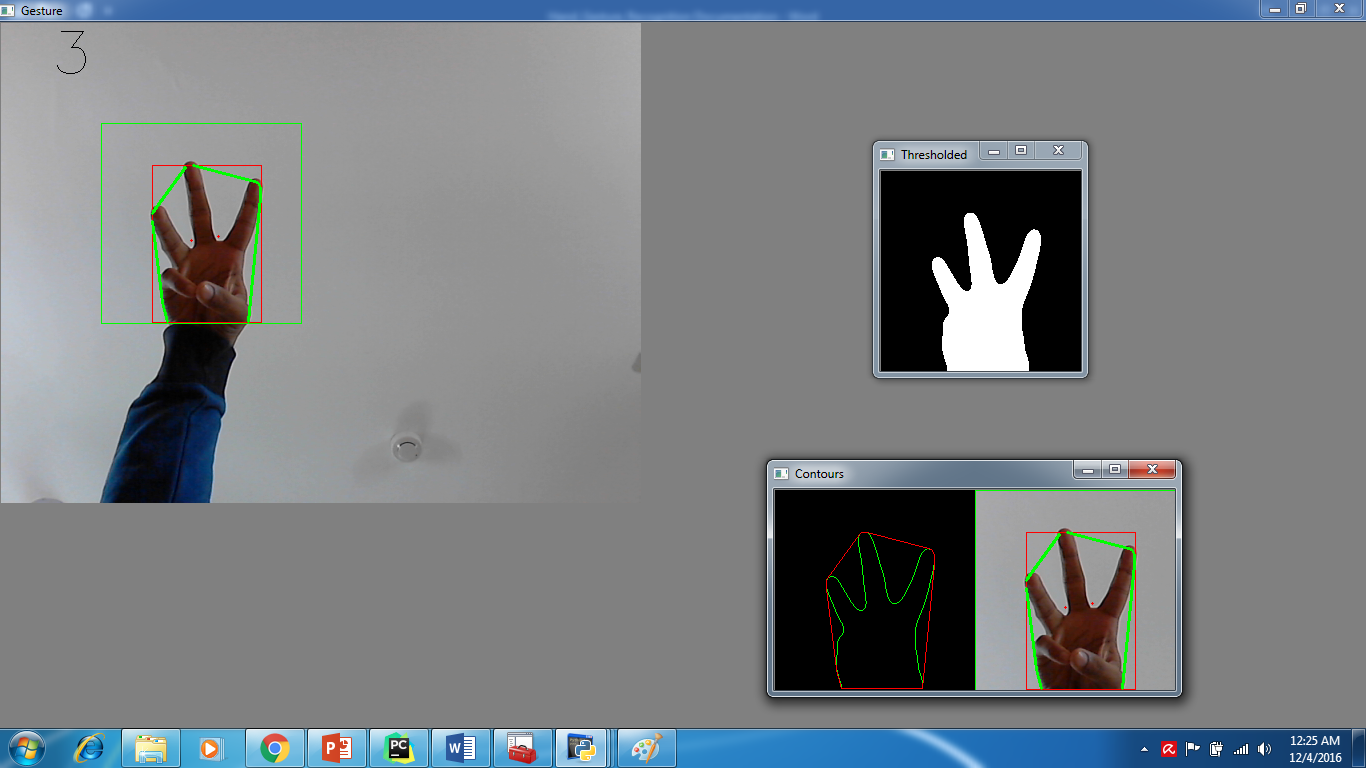 Gesture
3
Thresholded
Contours
12:25 AM
12/4/2016